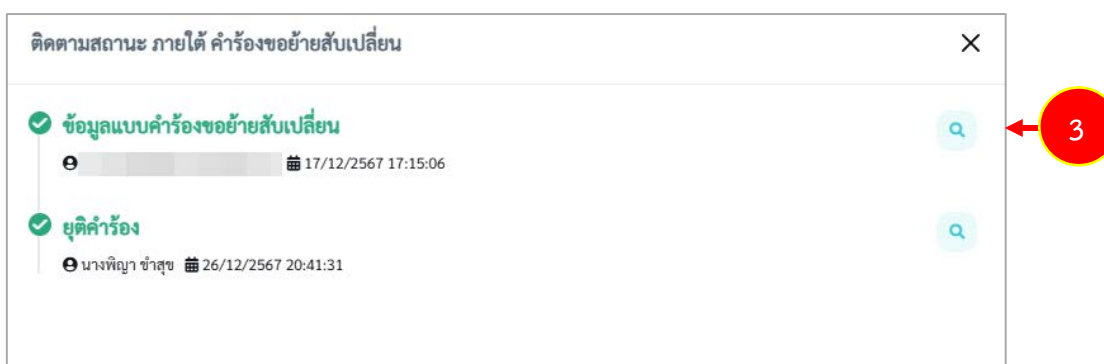 ติดตามสถานะ ภายใต้ คำร้องขอย้ายสับเปลี่ยน
ข้อมูลแบบคำร้องขอย้ายสับเปลี่ยน
3
17/12/2567 17:15:06
ยุติคำร้อง
นางพิญา ขำสุข 26/12/2567 20:41:31